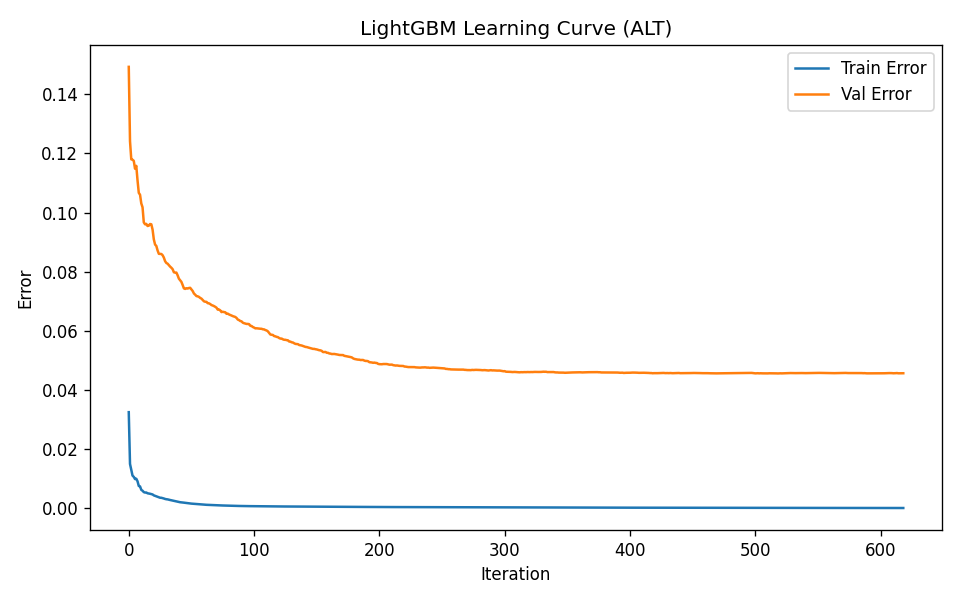 LightGBM Learning Curve (ALT)
Train Error
Val Error
0.14
0.12
0.10
0.08
0.06
0.04
0.02
0.00
Error
0 100 200 300 400 500 600
Iteration